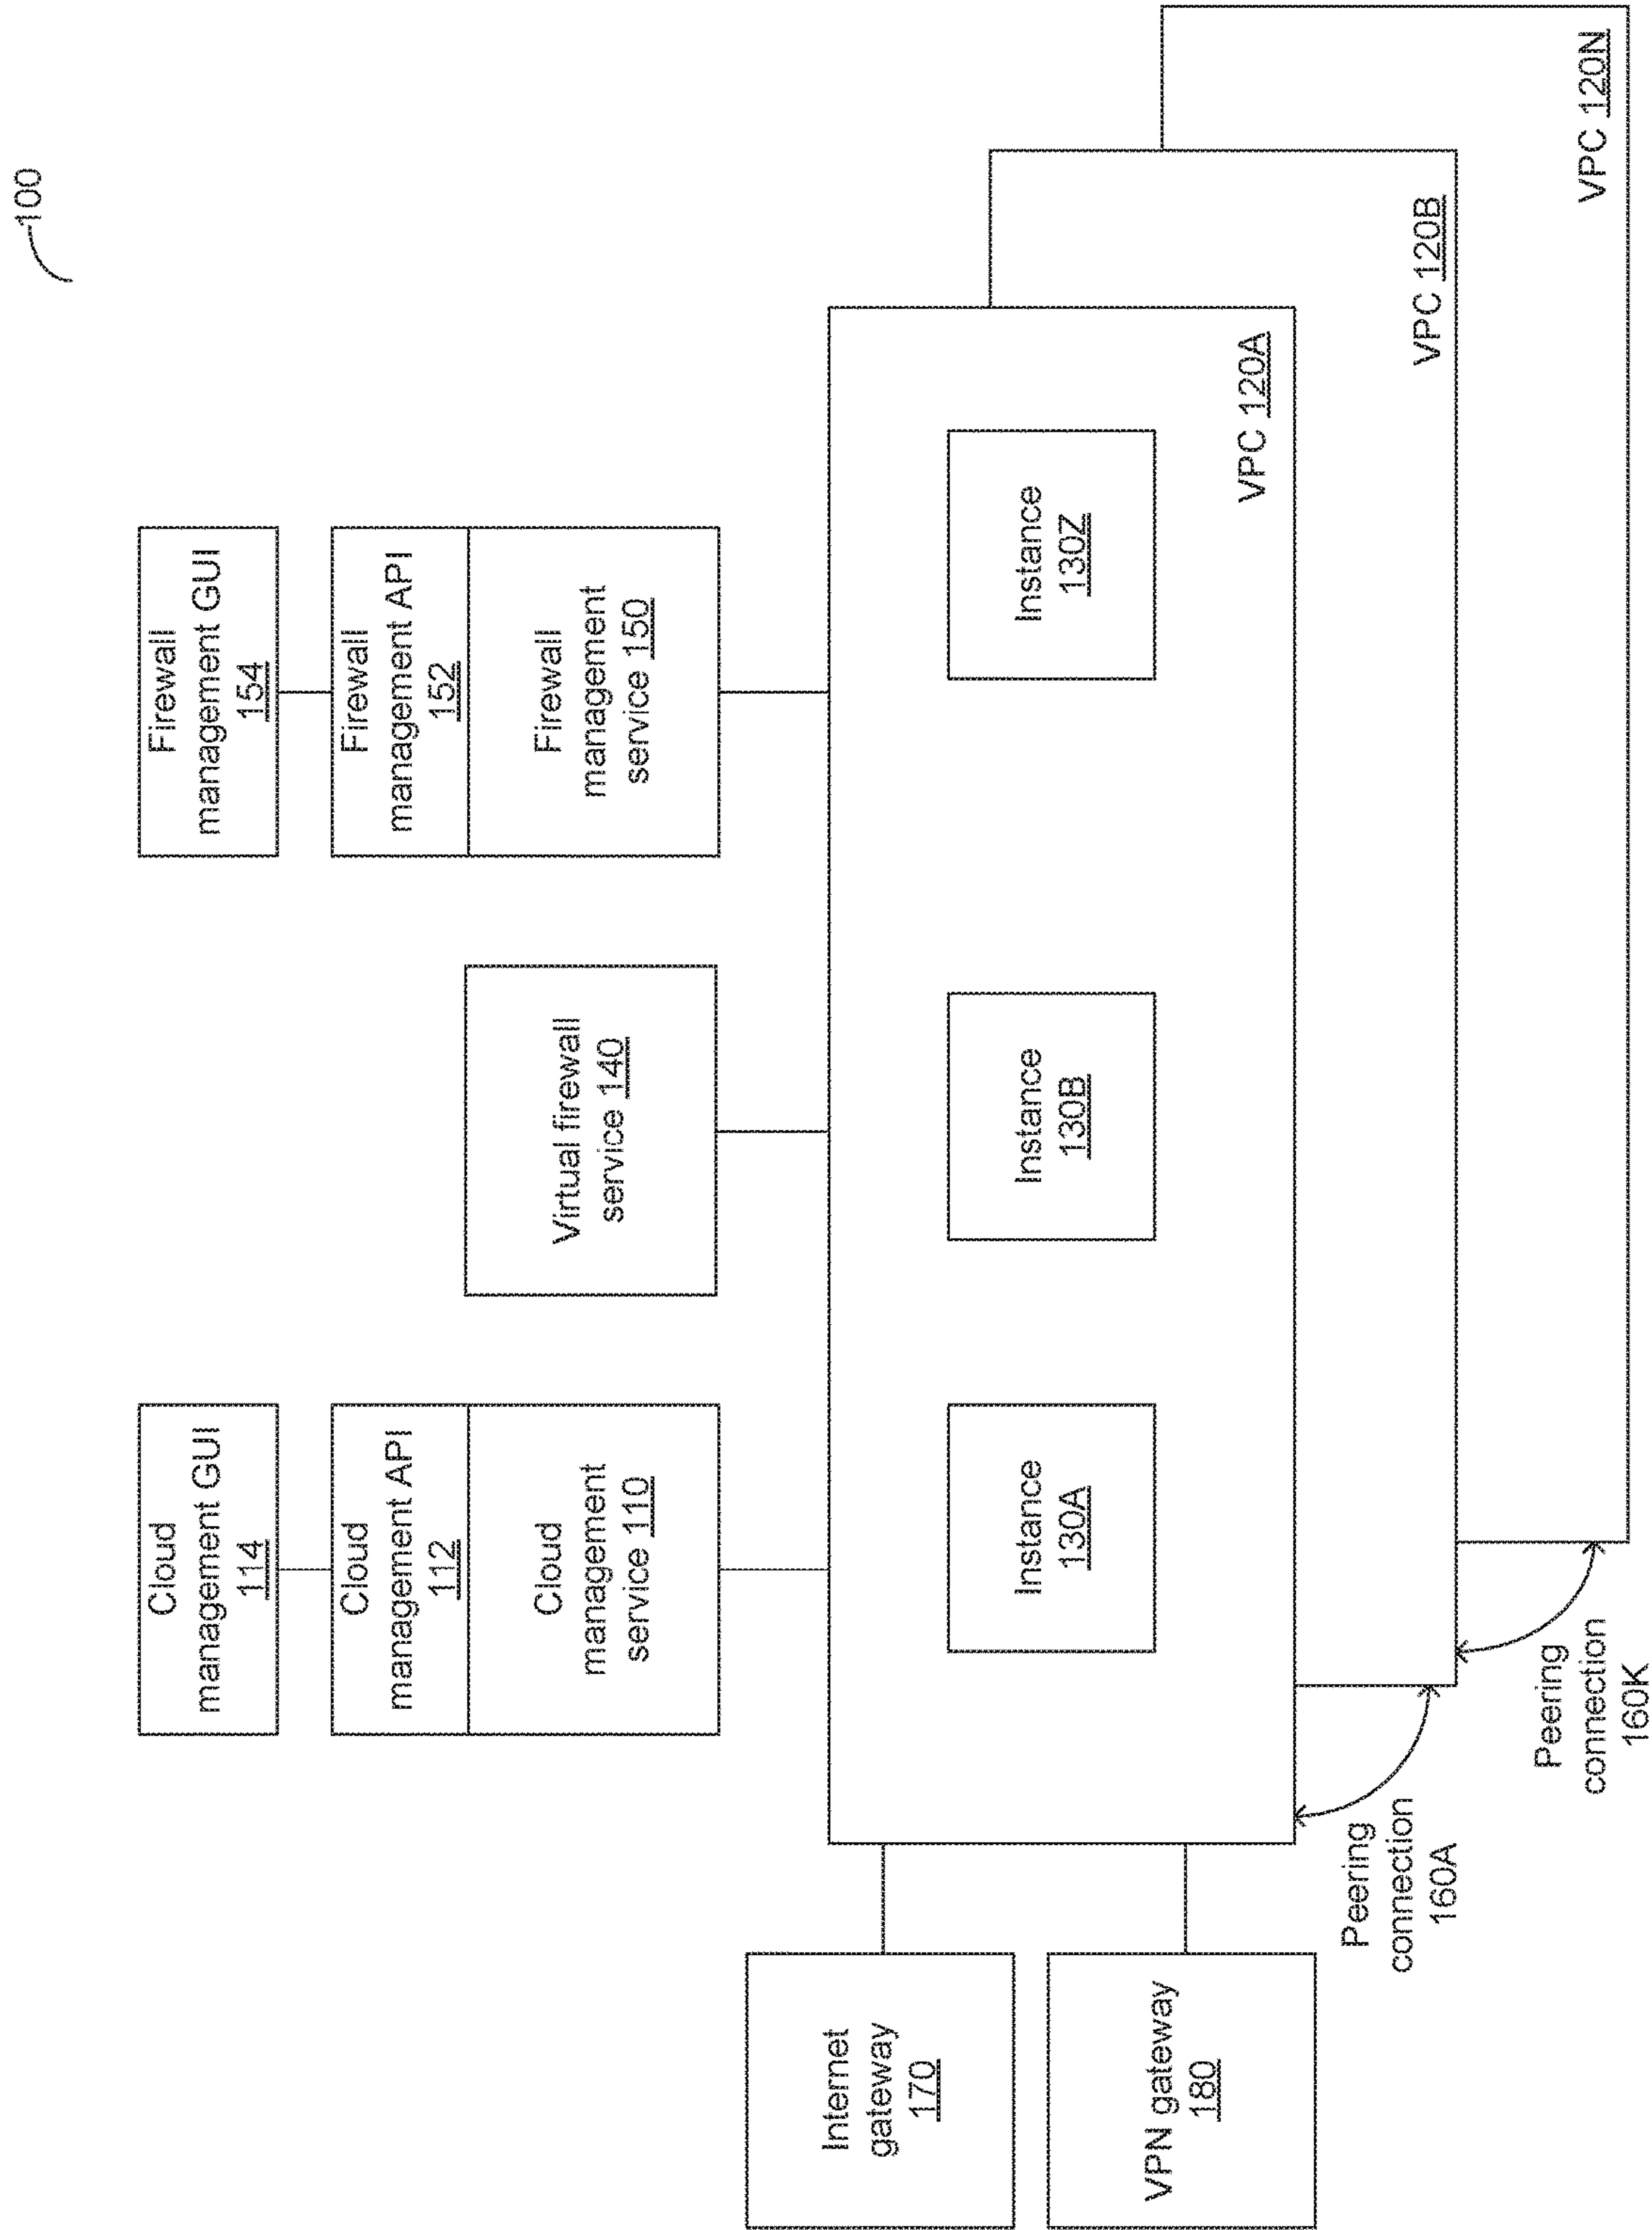 100
Cloud
management GUI
114
Firewall
management GUI
154
Cloud
management API
112
Firewall
management API
152
Cloud
management
service 110
Virtual firewall
service 140
Firewall
management
service 150
Internet
gateway
170
VPN gateway
180
Instance
130A
Instance
130B
Instance
130Z
VPC 120A
VPC 120B
VPC 120N
Peering
connection
160A
Peering
connection
160K